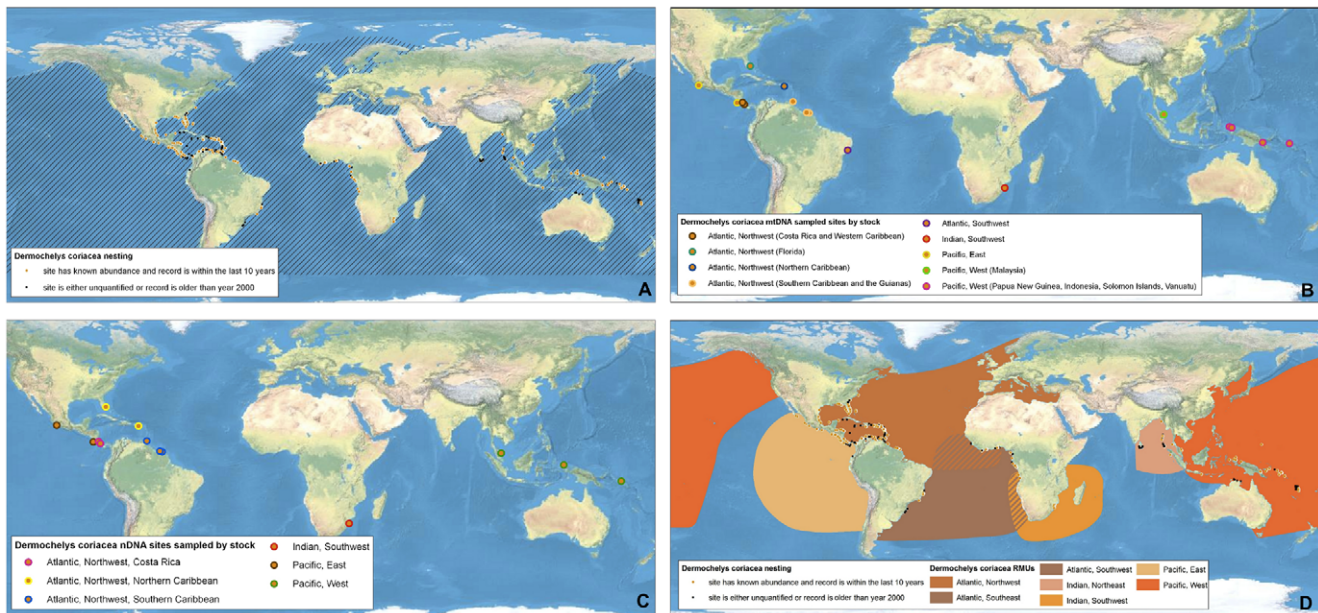 A
Dermochelys coriacea nesting
site has known abundance and record is within the last 10 years
site is either unquantified or record is older than year 2000
B
Dermochelys coriacea mtDNA sampled sites by stock
Atlantic, Northwest (Costa Rica and Western Caribbean)
Atlantic, Northwest (Florida)
Atlantic, Northwest (Northern Caribbean)
Atlantic, Northwest (Southern Caribbean and the Guianas)
Atlantic, Southwest
Indian, Southwest
Pacific, East
Pacific, West (Malaysia)
Pacific, West (Papua New Guinea, Indonesia, Solomon Islands, Vanuatu)
C
Dermochelys coriacea nDNA sites sampled by stock
Atlantic, Northwest, Costa Rica
Atlantic, Northwest, Northern Caribbean
Atlantic, Northwest, Southern Caribbean
Indian, Southwest
Pacific, East
Pacific, West
D
Dermochelys coriacea nesting
site has known abundance and record is within the last 10 years
site is either unquantified or record is older than year 2000
Dermochelys coriacea RMUs
Atlantic, Northwest
Atlantic, Southeast
Atlantic, Southwest
Indian, Northeast
Indian, Southwest
Pacific, East
Pacific, West